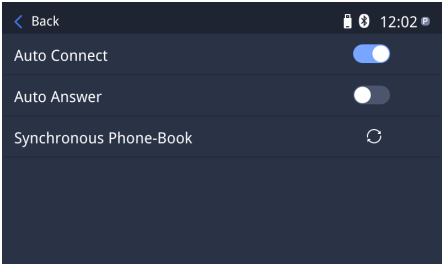 Back
12:02 P
Auto Connect
Auto Answer
Synchronous Phone-Book